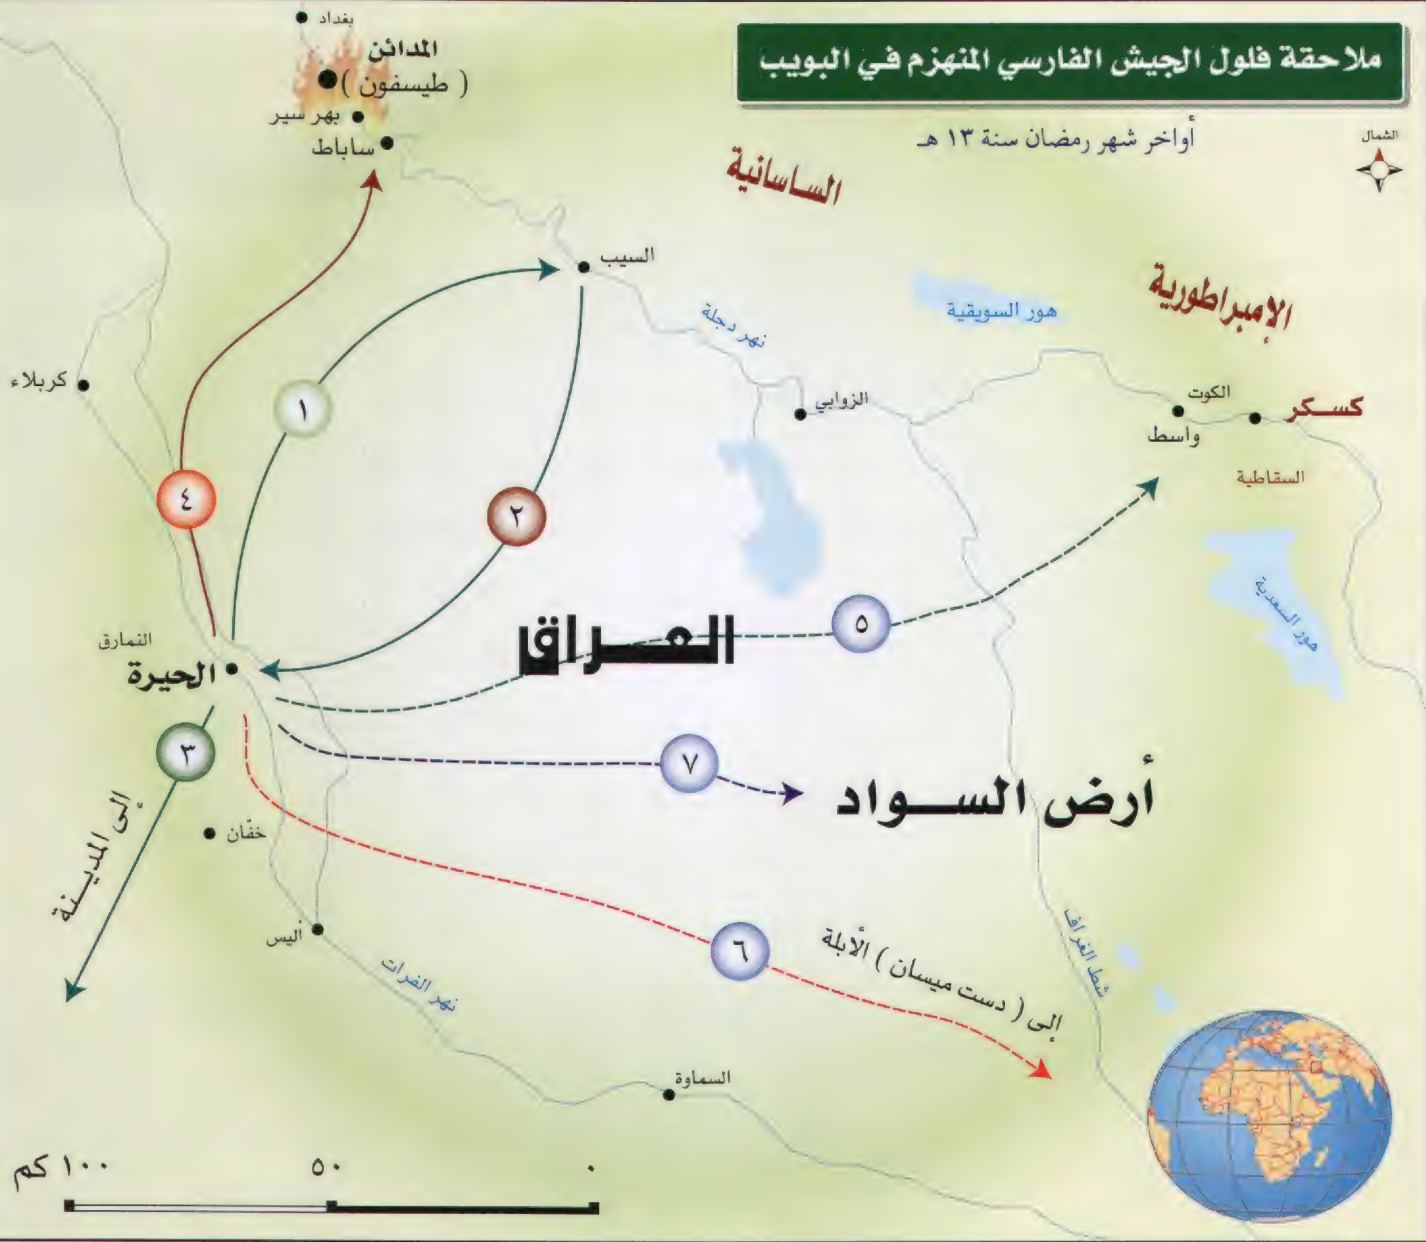 ملاحقة فلول الجيش الفارسي المنهزم في البويب
أواخر شهر رمضان سنة ١٣ هـ
الشمال
بغداد
المدائن
( طيسفون )
بهر سير
ساباط
الساسانية
الإمبراطورية
السيب
نهر دجلة
هور السويقية
كربلاء
الزوابي
الكوت
واسط
كسكر
السقاطية
هور السعدية
١
٢
٤
٥
العراق
النمارق
الحيرة
٣
٧
أرض السواد
إلى المدينة
خفّان
أليس
نهر الفرات
٦
إلى ( دست ميسان ) الأبلة
شط الغراف
السماوة
١٠٠ كم
٥٠
٠